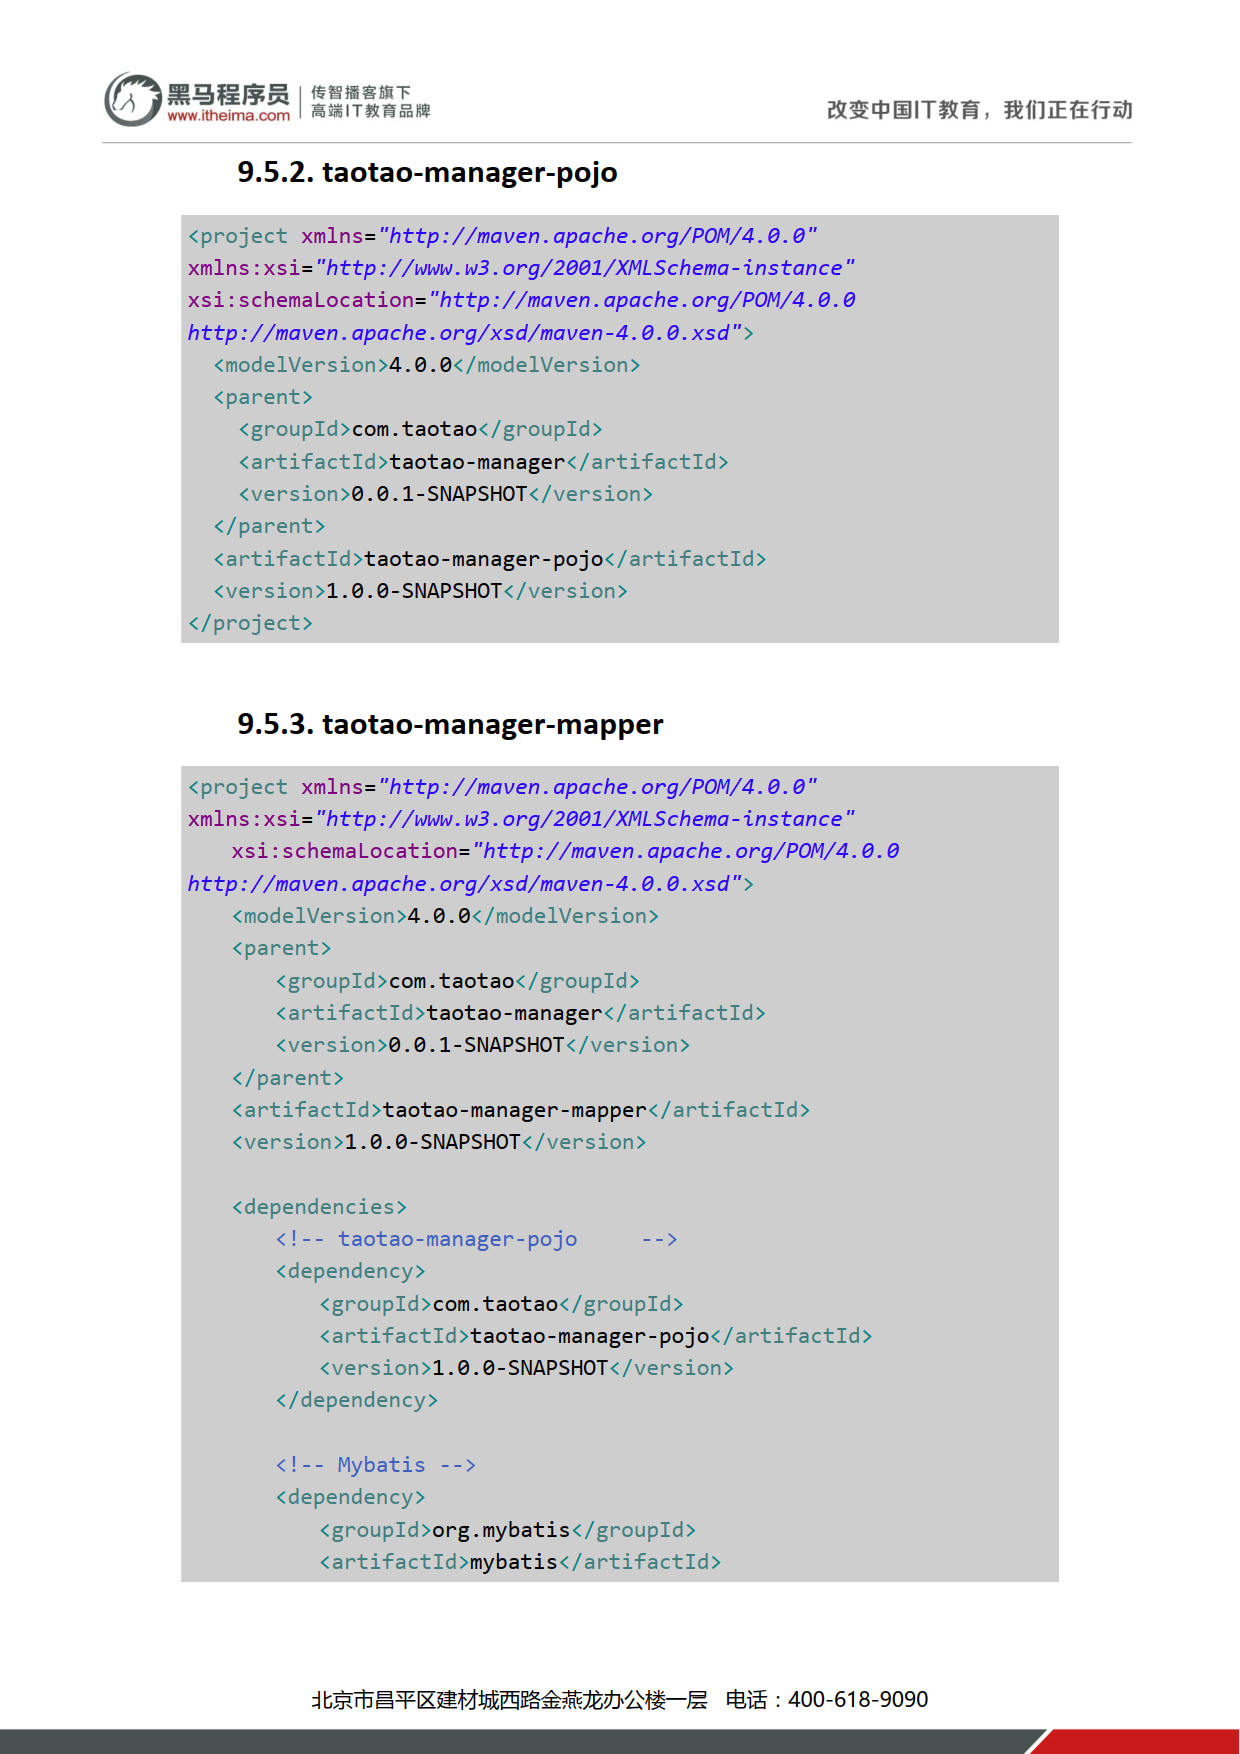 黑马程序员
www.itheima.com
传智播客旗下
高端IT教育品牌
改变中国IT教育，我们正在行动
9.5.2. taotao-manager-pojo
<project xmlns="http://maven.apache.org/POM/4.0.0"
xmlns:xsi="http://www.w3.org/2001/XMLSchema-instance"
xsi:schemaLocation="http://maven.apache.org/POM/4.0.0
http://maven.apache.org/xsd/maven-4.0.0.xsd">
  <modelVersion>4.0.0</modelVersion>
  <parent>
    <groupId>com.taotao</groupId>
    <artifactId>taotao-manager</artifactId>
    <version>0.0.1-SNAPSHOT</version>
  </parent>
  <artifactId>taotao-manager-pojo</artifactId>
  <version>1.0.0-SNAPSHOT</version>
</project>
9.5.3. taotao-manager-mapper
<project xmlns="http://maven.apache.org/POM/4.0.0"
xmlns:xsi="http://www.w3.org/2001/XMLSchema-instance"
    xsi:schemaLocation="http://maven.apache.org/POM/4.0.0
http://maven.apache.org/xsd/maven-4.0.0.xsd">
    <modelVersion>4.0.0</modelVersion>
    <parent>
        <groupId>com.taotao</groupId>
        <artifactId>taotao-manager</artifactId>
        <version>0.0.1-SNAPSHOT</version>
    </parent>
    <artifactId>taotao-manager-mapper</artifactId>
    <version>1.0.0-SNAPSHOT</version>
    <dependencies>
        <!-- taotao-manager-pojo     -->
        <dependency>
            <groupId>com.taotao</groupId>
            <artifactId>taotao-manager-pojo</artifactId>
            <version>1.0.0-SNAPSHOT</version>
        </dependency>
        <!-- Mybatis -->
        <dependency>
            <groupId>org.mybatis</groupId>
            <artifactId>mybatis</artifactId>
北京市昌平区建材城西路金燕龙办公楼一层   电话：400-618-9090